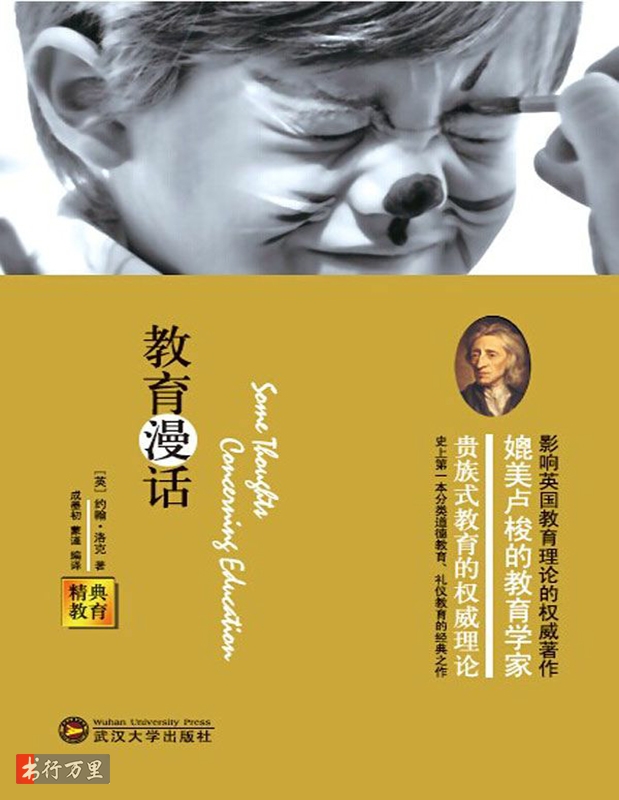 影响英国教育理论的权威著作
媲美卢梭的教育学家
贵族式教育的权威理论
史上第一本分类道德教育、礼仪教育的经典之作
Some Thoughts
Concerning Education
教育漫话
[英]约翰·洛克 著
成墨初 蒙谨 编译
精典
教育
Wuhan University Press
武汉大学出版社
书行万里